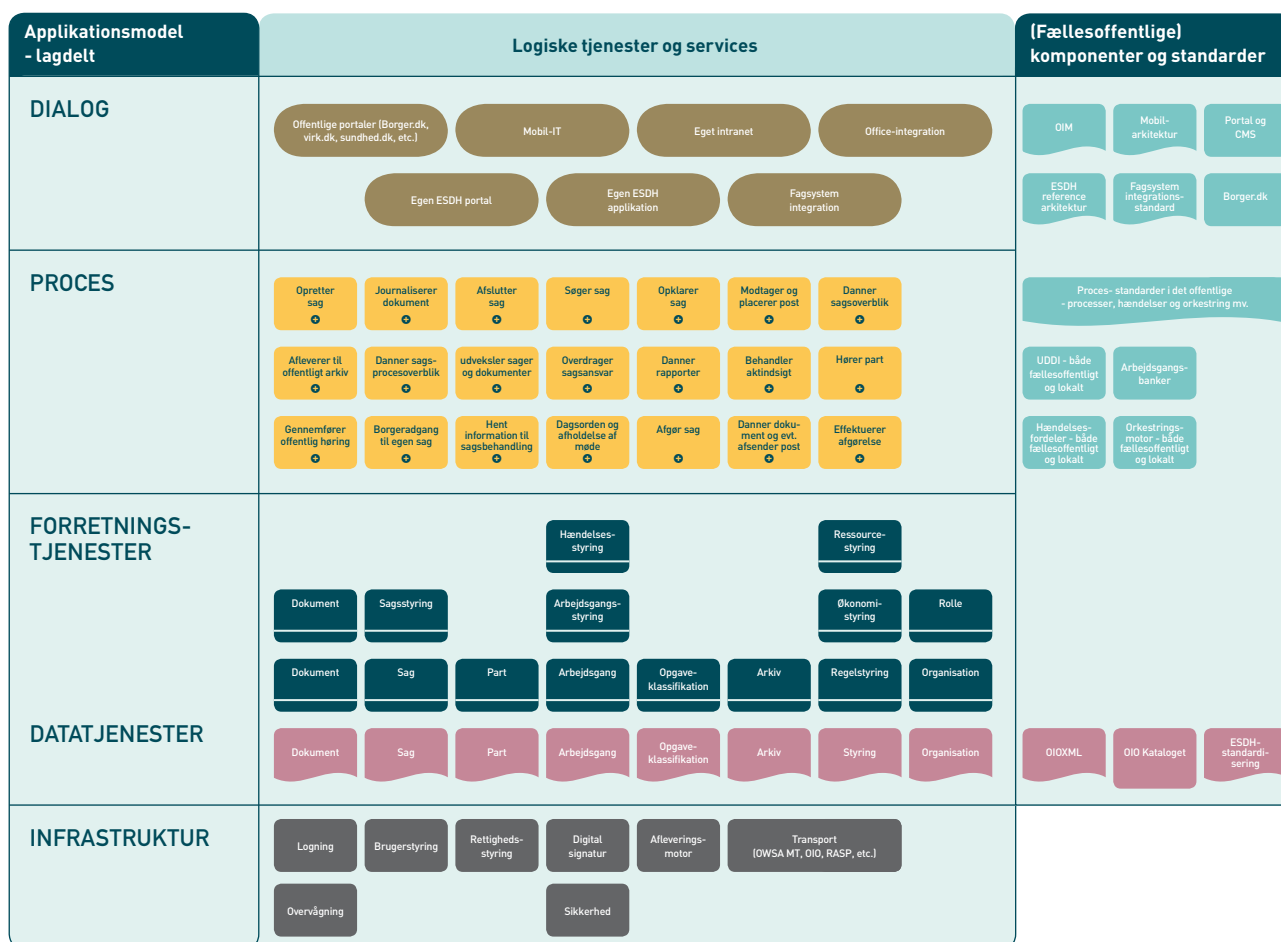 Applikationsmodel
- lagdelt
Logiske tjenester og services
(Fællesoffentlige)
komponenter og standarder
DIALOG
Offentlige portaler (Borger.dk,
virk.dk, sundhed.dk, etc.)
Mobil-IT
Eget intranet
Office-integration
Egen ESDH portal
Egen ESDH
applikation
Fagsystem
integration
OIM
Mobil-
arkitektur
Portal og
CMS
ESDH
reference
arkitektur
Fagsystem
integrations-
standard
Borger.dk
PROCES
Opretter
sag
Journaliserer
dokument
Afslutter
sag
Søger sag
Opklarer
sag
Modtager og
placerer post
Danner
sagsoverblik
Afleverer til
offentligt arkiv
Danner sags-
procesoverblik
udveksler sager
og dokumenter
Overdrager
sagsansvar
Danner
rapporter
Behandler
aktindsigt
Hører part
Gennemfører
offentlig høring
Borgeradgang
til egen sag
Hent
information til
sagsbehandling
Dagsorden og
afholdelse af
møde
Afgør sag
Danner doku-
ment og evt.
afsender post
Effektuerer
afgørelse
Proces- standarder i det offentlige
- processer, hændelser og orkestring mv.
UDDI - både
fællesoffentligt
og lokalt
Arbejdsgangs-
banker
Hændelses-
fordeler - både
fællesoffentligt
og lokalt
Orkestrings-
motor - både
fællesoffentligt
og lokalt
FORRETNINGS-
TJENESTER
Hændelses-
styring
Ressource-
styring
Dokument
Sagsstyring
Arbejdsgangs-
styring
Økonomi-
styring
Rolle
Dokument
Sag
Part
Arbejdsgang
Opgave-
klassifikation
Arkiv
Regelstyring
Organisation
DATATJENESTER
Dokument
Sag
Part
Arbejdsgang
Opgave-
klassifikation
Arkiv
Styring
Organisation
OIOXML
OIO Kataloget
ESDH-
standardi-
sering
INFRASTRUKTUR
Logning
Brugerstyring
Rettigheds-
styring
Digital
signatur
Afleverings-
motor
Transport
(OWSA MT, OIO, RASP, etc.)
Overvågning
Sikkerhed